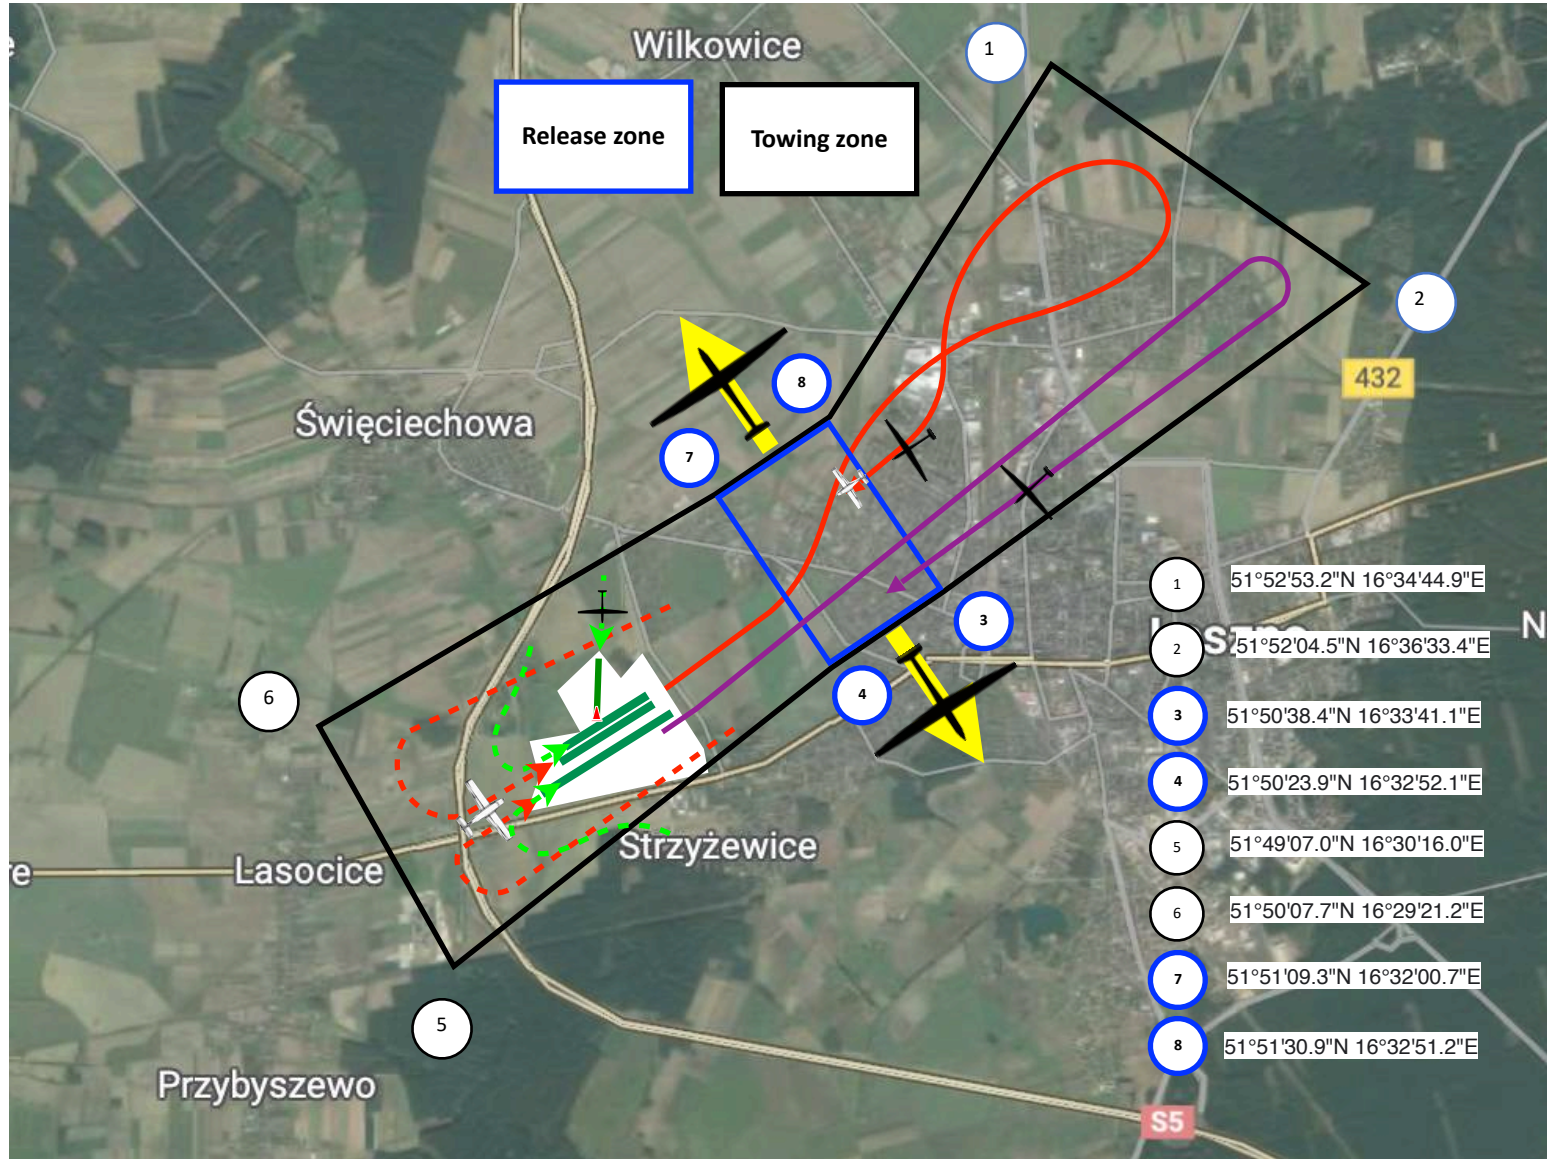 Wilkowice
1
Release zone
Towing zone
2
432
8
Święciechowa
7
1
51°52'53.2"N 16°34'44.9"E
3
2
51°52'04.5"N 16°36'33.4"E
N
6
4
3
51°50'38.4"N 16°33'41.1"E
4
51°50'23.9"N 16°32'52.1"E
Strzyżewice
5
51°49'07.0"N 16°30'16.0"E
re
Lasocice
6
51°50'07.7"N 16°29'21.2"E
7
51°51'09.3"N 16°32'00.7"E
5
8
51°51'30.9"N 16°32'51.2"E
Przybyszewo
S5